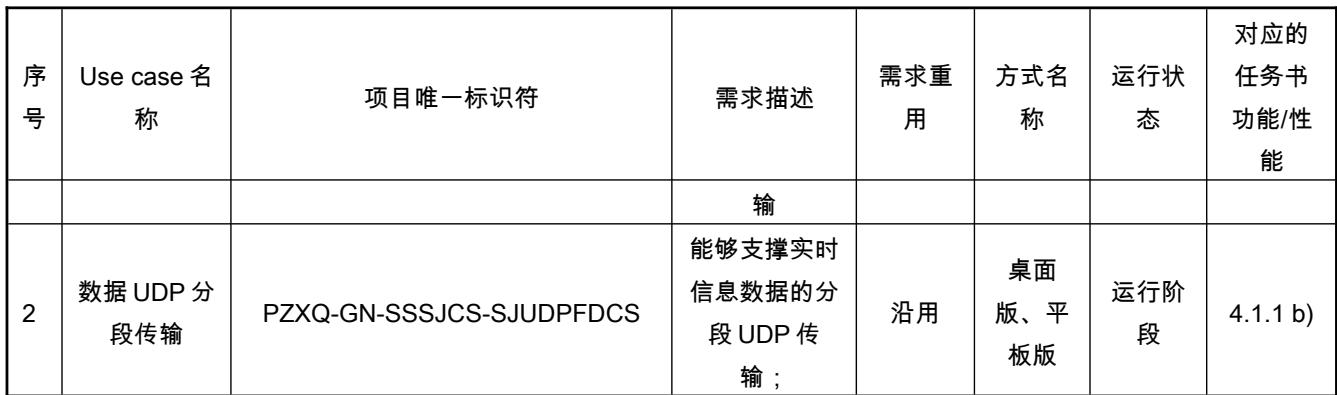 序号
Use case 名称
项目唯一标识符
需求描述
需求重用
方式名称
运行状态
对应的任务书功能/性能
输
2
数据 UDP 分段传输
PZXQ-GN-SSSJCS-SJUDPFDCS
能够支撑实时信息数据的分段 UDP 传输；
沿用
桌面版、平板版
运行阶段
4.1.1 b)